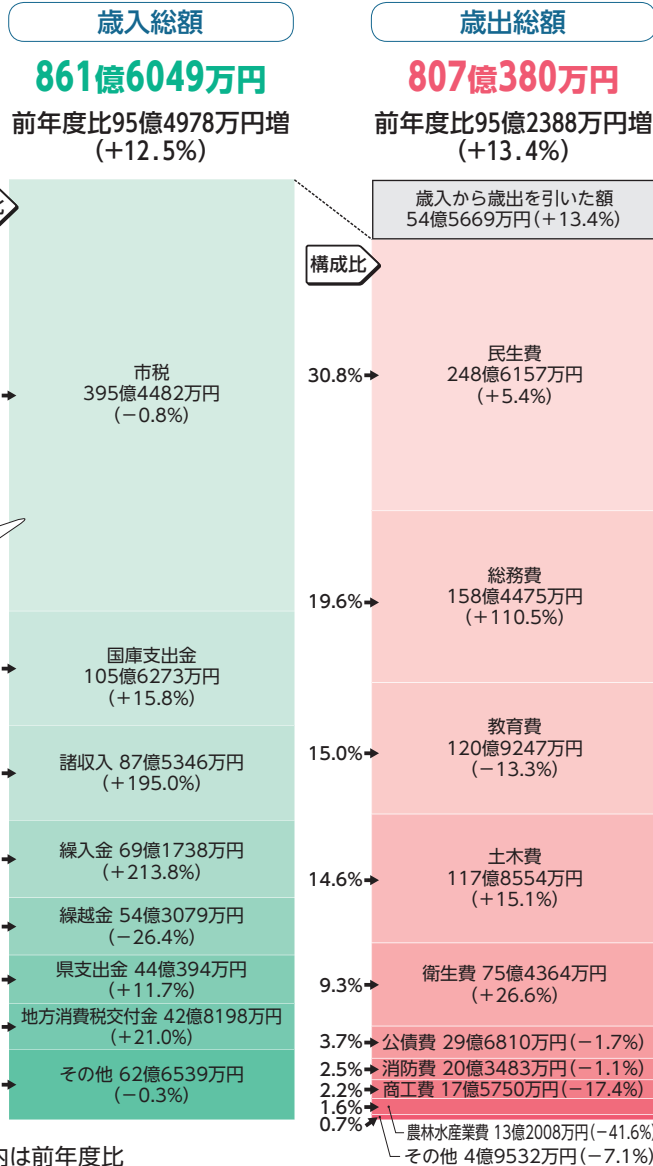 歳入総額
861億6049万円
前年度比95億4978万円増
(+12.5%)
市税
395億4482万円
(−0.8%)
国庫支出金
105億6273万円
(+15.8%)
諸収入 87億5346万円
(+195.0%)
繰入金 69億1738万円
(+213.8%)
繰越金 54億3079万円
(−26.4%)
県支出金 44億394万円
(+11.7%)
地方消費税交付金 42億8198万円
(+21.0%)
その他 62億6539万円
(−0.3%)
歳出総額
807億380万円
前年度比95億2388万円増
(+13.4%)
歳入から歳出を引いた額
54億5669万円(+13.4%)
構成比
30.8%
民生費
248億6157万円
(+5.4%)
19.6%
総務費
158億4475万円
(+110.5%)
15.0%
教育費
120億9247万円
(−13.3%)
14.6%
土木費
117億8554万円
(+15.1%)
9.3%
衛生費 75億4364万円
(+26.6%)
3.7% 公債費 29億6810万円(−1.7%)
2.5% 消防費 20億3483万円(−1.1%)
2.2% 商工費 17億5750万円(−17.4%)
1.6%
0.7%
農林水産業費 13億2008万円(−41.6%)
その他 4億9532万円(−7.1%)
内は前年度比